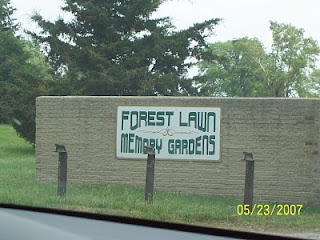 FOREST LAWN
MEMORY GARDENS
05/23/2007